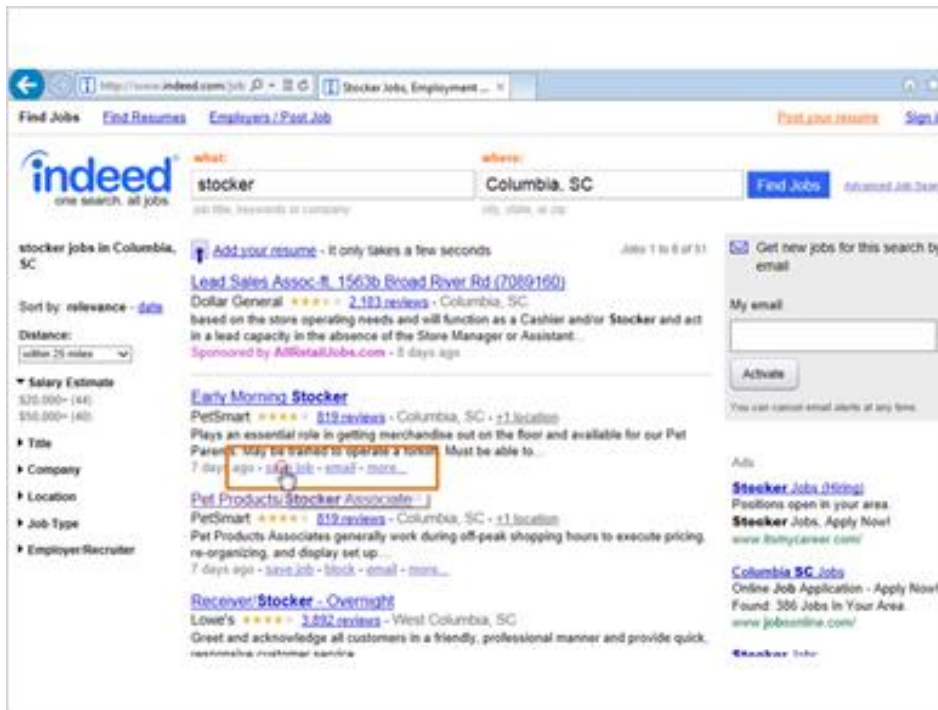 indeed.com
Stocker Jobs, Employment ...
Find Jobs Find Resumes Employers / Post Job Post your resume Sign
indeed
one search. all jobs.
what:
stocker
job title, keywords or company
where:
Columbia, SC
city, state, or zip
Find Jobs
Advanced Job
stocker jobs in Columbia, SC
Sort by: relevance - date
Distance:
within 25 miles
Salary Estimate
$20,000+ (44)
$50,000+ (40)
Title
Company
Location
Job Type
Employer/Recruiter
Add your resume - It only takes a few seconds
Jobs 1 to 6 of 51
Lead Sales Assoc-ft, 1563b Broad River Rd (7089160)
Dollar General 2,183 reviews - Columbia, SC
based on the store operating needs and will function as a Cashier and/or Stocker and act
in a lead capacity in the absence of the Store Manager or Assistant...
Sponsored by AllRetailJobs.com - 8 days ago
Early Morning Stocker
PetSmart 819 reviews - Columbia, SC - +1 location
Plays an essential role in getting merchandise out on the floor and available for our Pet
Parents. May be trained to operate a forklift. Must be able to...
7 days ago - save job - email - more...
Pet Products/Stocker Associate
PetSmart 819 reviews - Columbia, SC - +1 location
Pet Products Associates generally work during off-peak shopping hours to execute pricing,
re-organizing, and display set up...
7 days ago - save job - block - email - more...
Receiver/Stocker - Overnight
Lowe's 3,892 reviews - West Columbia, SC
Greet and acknowledge all customers in a friendly, professional manner and provide quick,
responsive customer service
Get new jobs for this search by
email
My email:
Activate
You can cancel email alerts at any time.
Ads
Stocker Jobs (Hiring)
Positions open in your area.
Stocker Jobs, Apply Now!
www.itsmycareer.com/
Columbia SC Jobs
Online Job Application - Apply Now!
Found: 386 Jobs In Your Area.
www.jobsonline.com/
Stocker Jobs